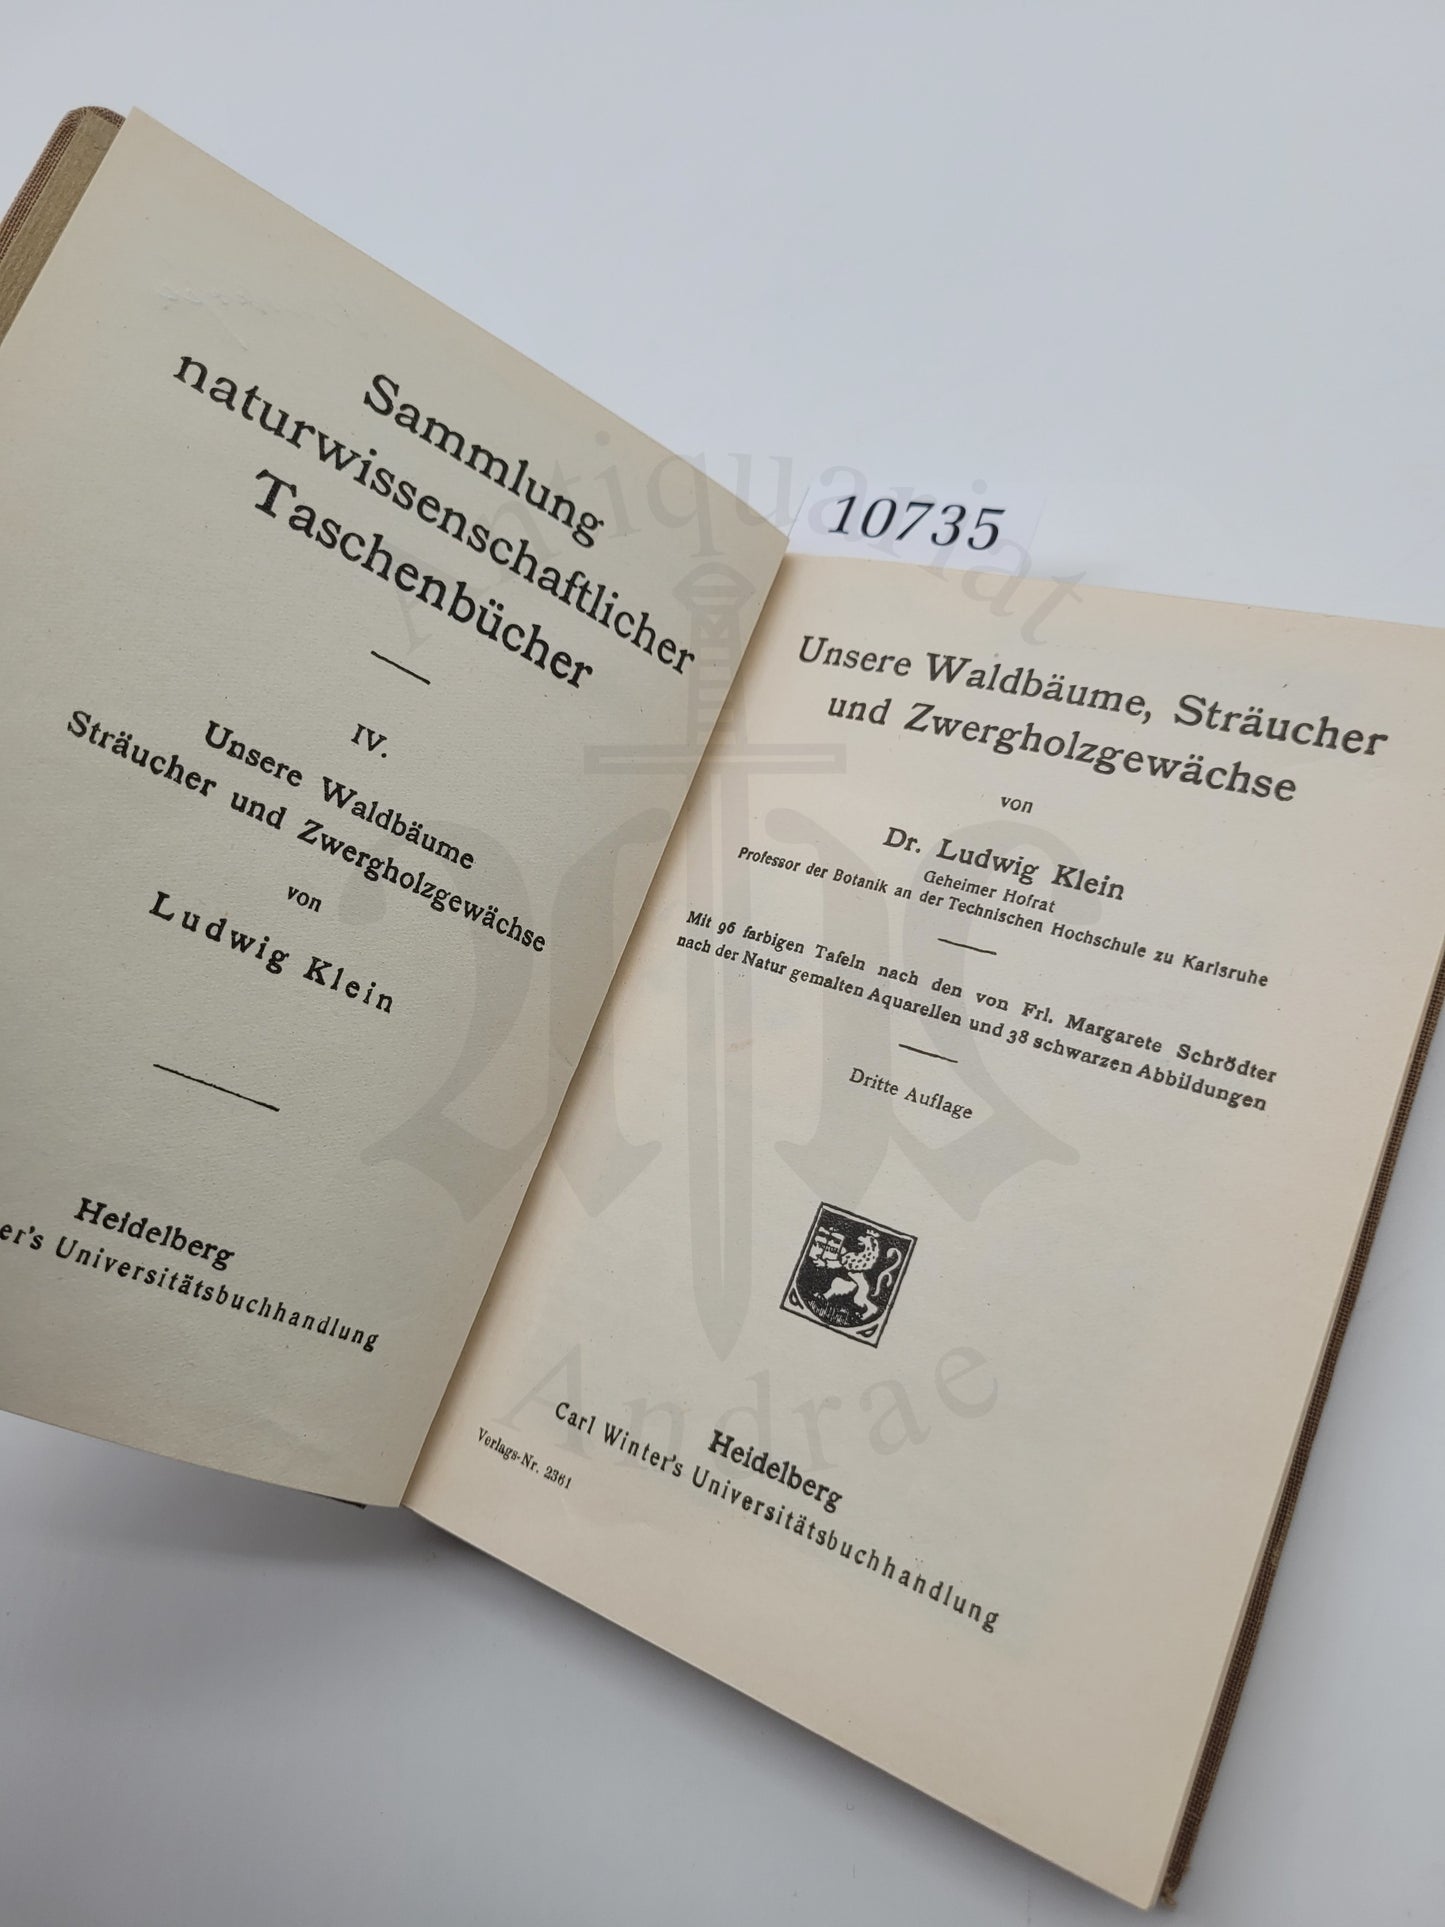 Sammlung
naturwissenschaftlicher
Taschenbücher
IV.
Unsere Waldbäume
Sträucher und Zwergholzgewächse
von
Ludwig Klein
Heidelberg
er's Universitätsbuchhandlung
10735
Unsere Waldbäume, Sträucher
und Zwergholzgewächse
von
Dr. Ludwig Klein
Geheimer Hofrat
Professor der Botanik an der Technischen Hochschule zu Karlsruhe
Mit 96 farbigen Tafeln nach den von Frl. Margarete Schrödter
nach der Natur gemalten Aquarellen und 38 schwarzen Abbildungen
Dritte Auflage
Heidelberg
Carl Winter's Universitätsbuchhandlung
Verlags-Nr. 2361
Antiquariat
Andrae